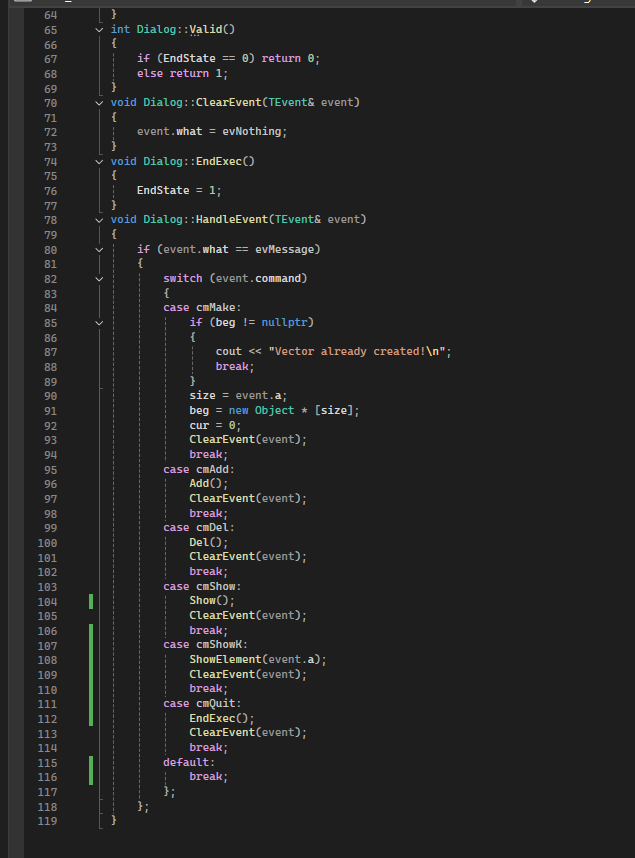 64 }
65 int Dialog::Valid()
66 {
67 if (EndState == 0) return 0;
68 else return 1;
69 }
70 void Dialog::ClearEvent(TEvent& event)
71 {
72 event.what = evNothing;
73 }
74 void Dialog::EndExec()
75 {
76 EndState = 1;
77 }
78 void Dialog::HandleEvent(TEvent& event)
79 {
80 if (event.what == evMessage)
81 {
82 switch (event.command)
83 {
84 case cmMake:
85 if (beg != nullptr)
86 {
87 cout << "Vector already created!\n";
88 break;
89 }
90 size = event.a;
91 beg = new Object * [size];
92 cur = 0;
93 ClearEvent(event);
94 break;
95 case cmAdd:
96 Add();
97 ClearEvent(event);
98 break;
99 case cmDel:
100 Del();
101 ClearEvent(event);
102 break;
103 case cmShow:
104 Show();
105 ClearEvent(event);
106 break;
107 case cmShowK:
108 ShowElement(event.a);
109 ClearEvent(event);
110 break;
111 case cmQuit:
112 EndExec();
113 ClearEvent(event);
114 break;
115 default:
116 break;
117 };
118 };
119 }